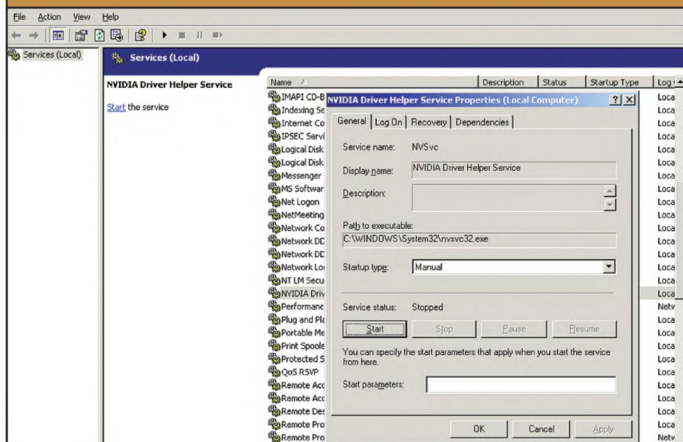 File Action View Help
Services (Local)
Services (Local)
NVIDIA Driver Helper Service
Start the service
Name Description Status Startup Type Log
IMAPI CD-B Loca
Indexing Se Loca
Internet Co Loca
IPSEC Servi Loca
Logical Disk Loca
Logical Disk Loca
Messenger Loca
MS Softwar Loca
Net Logon Loca
NetMeeting Loca
Network Co Loca
Network DD Loca
Network DD Loca
Network Lo Loca
NT LM Secu Loca
NVIDIA Driv Loca
Performanc Netw
Plug and Pla Loca
Portable Me Loca
Print Spoole Loca
Protected S Loca
QoS RSVP Loca
Remote Acc Loca
Remote Acc Loca
Remote Des Loca
Remote Pro Loca
Remote Pro Netw
NVIDIA Driver Helper Service Properties (Local Computer)
General Log On Recovery Dependencies
Service name: NVSvc
Display name: NVIDIA Driver Helper Service
Description:
Path to executable:
C:\WINDOWS\System32\nvsvc32.exe
Startup type: Manual
Service status: Stopped
Start Stop Pause Resume
You can specify the start parameters that apply when you start the service
from here.
Start parameters:
OK Cancel Apply